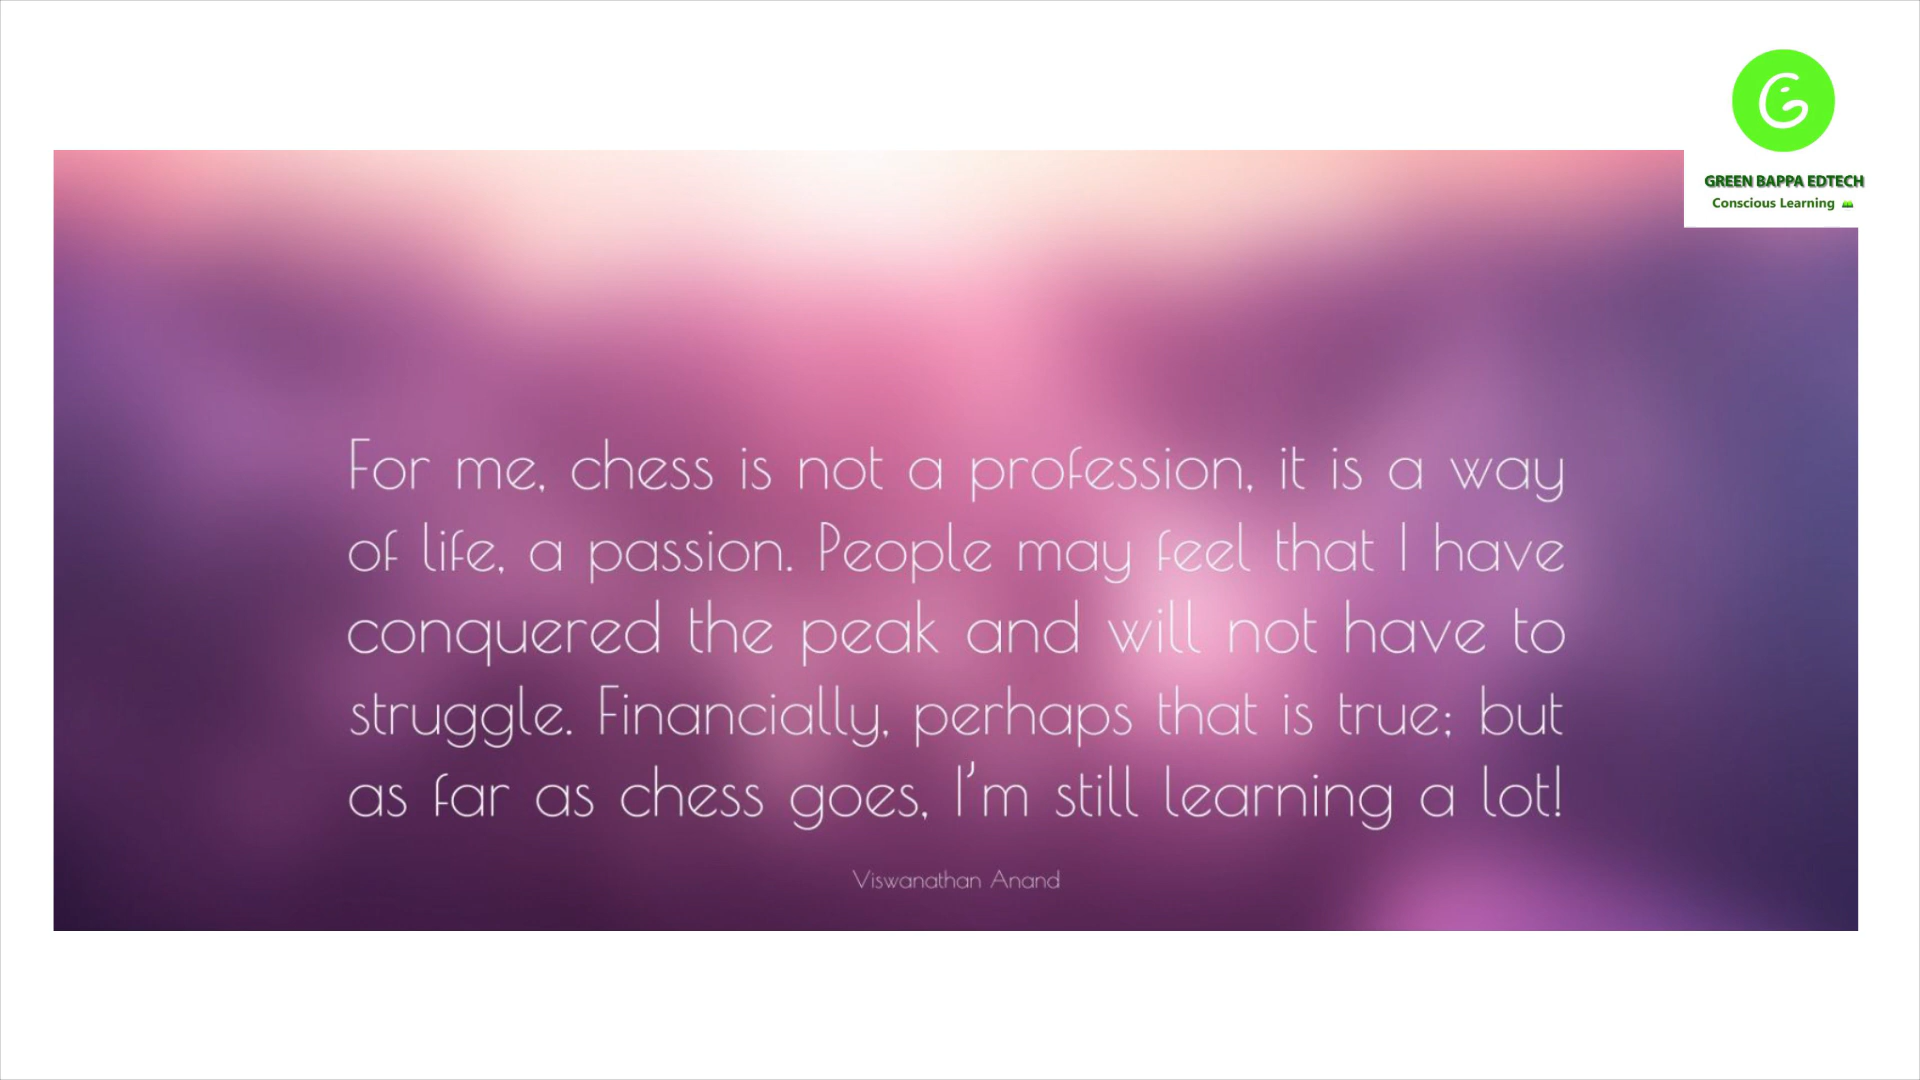 GREEN BAPPA EDTECH
Conscious Learning
For me, chess is not a profession, it is a way
of life, a passion. People may feel that I have
conquered the peak and will not have to
struggle. Financially, perhaps that is true; but
as far as chess goes, I'm still learning a lot!
Viswanathan Anand